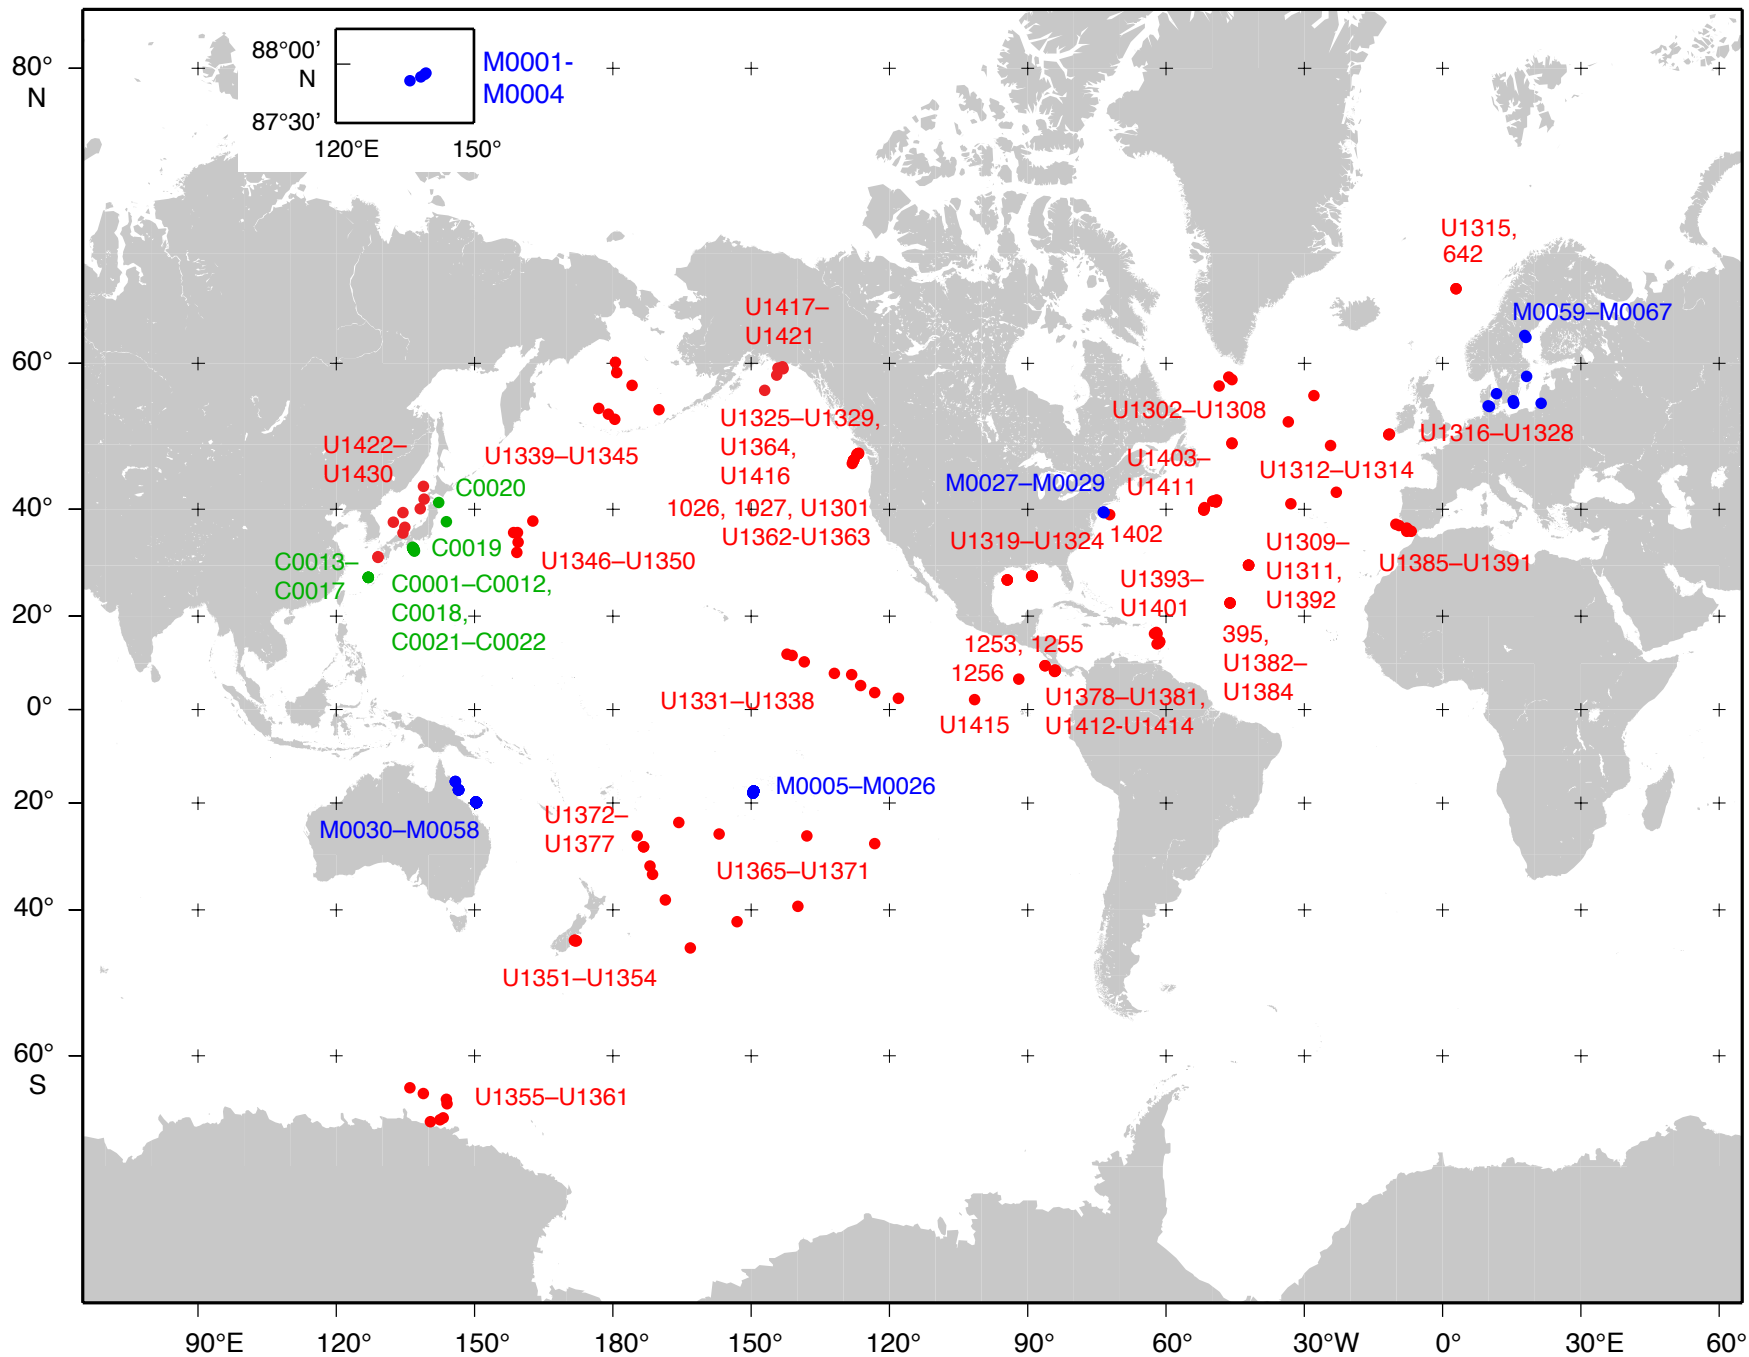 88°00'
N
87°30'
120°E
150°
M0001-
M0004
80°
N
60°
40°
20°
0°
20°
40°
60°
S
U1315,
642
M0059–M0067
U1417–
U1421
U1302–U1308
U1325–U1329,
U1364,
U1416
U1316–U1328
U1422–
U1430
U1339–U1345
U1403–
U1411
U1312–U1314
M0027–M0029
C0020
1026, 1027, U1301
U1362-U1363
U1319–U1324
1402
C0019
U1346–U1350
U1309–
U1311,
U1392
U1385–U1391
C0013–
C0017
C0001–C0012,
C0018,
C0021–C0022
U1393–
U1401
395,
U1382–
U1384
1253, 1255
1256
U1331–U1338
U1415
U1378–U1381,
U1412-U1414
M0005–M0026
M0030–M0058
U1372–
U1377
U1365–U1371
U1351–U1354
U1355–U1361
90°E
120°
150°
180°
150°
120°
90°
60°
30°W
0°
30°E
60°